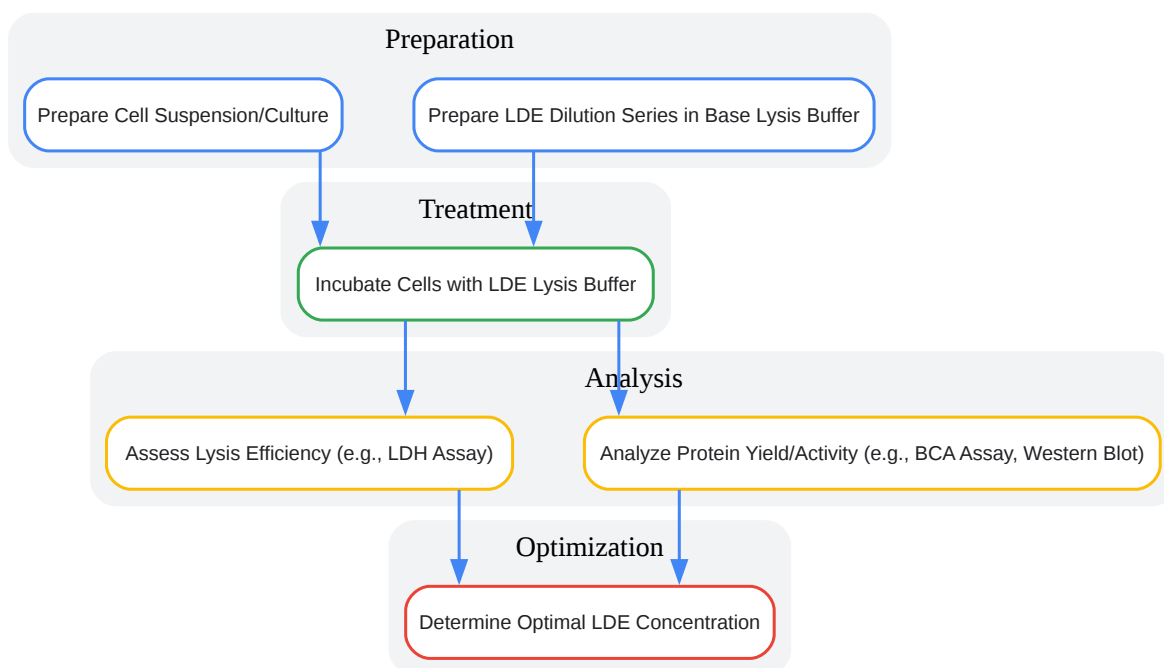 Preparation
Prepare Cell Suspension/Culture
Prepare LDE Dilution Series in Base Lysis Buffer
Treatment
Incubate Cells with LDE Lysis Buffer
Analysis
Assess Lysis Efficiency (e.g., LDH Assay)
Analyze Protein Yield/Activity (e.g., BCA Assay, Western Blot)
Optimization
Determine Optimal LDE Concentration